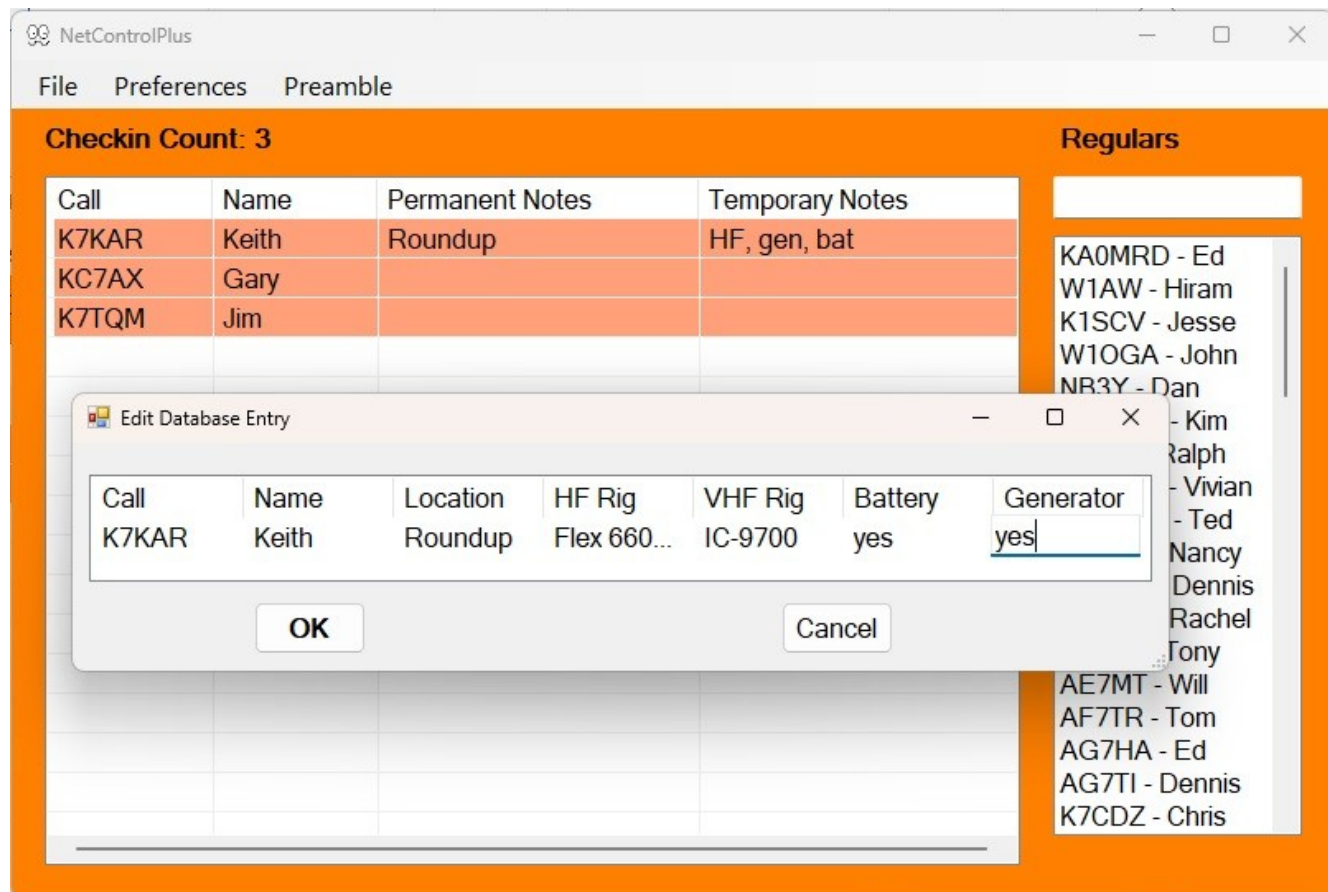 NetControlPlus
File Preferences Preamble
Checkin Count: 3
Call Name Permanent Notes Temporary Notes
K7KAR Keith Roundup HF, gen, bat
KC7AX Gary
K7TQM Jim
Edit Database Entry
Call Name Location HF Rig VHF Rig Battery Generator
K7KAR Keith Roundup Flex 660... IC-9700 yes yes
OK Cancel
Regulars
KA0MRD - Ed
W1AW - Hiram
K1SCV - Jesse
W1OGA - John
NB3Y - Dan
- Kim
Ralph
- Vivian
- Ted
Nancy
Dennis
Rachel
Tony
AE7MT - Will
AF7TR - Tom
AG7HA - Ed
AG7TI - Dennis
K7CDZ - Chris